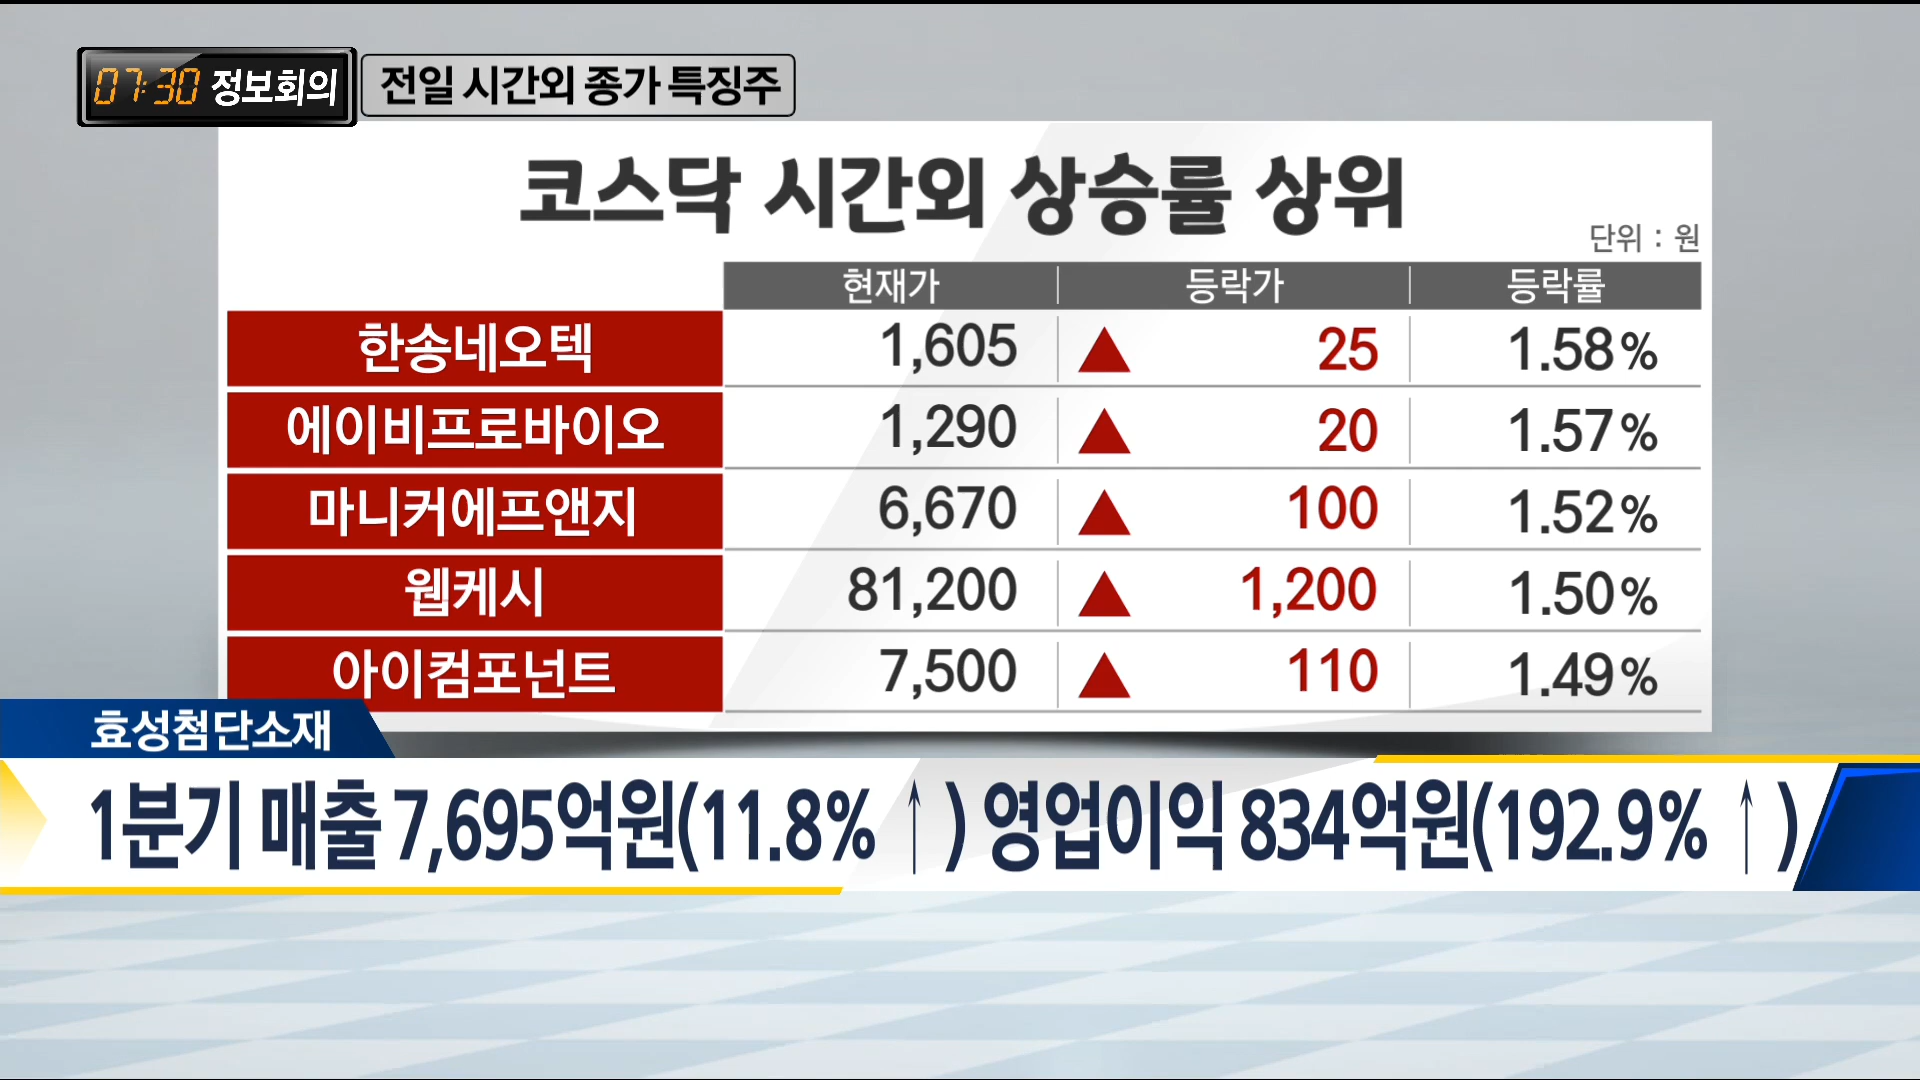 07:30 정보회의 전일 시간외 종가 특징주
코스닥 시간외 상승률 상위
단위 : 원
현재가 등락가 등락률
한송네오텍 1,605 ▲ 25 1.58%
에이비프로바이오 1,290 ▲ 20 1.57%
마니커에프앤지 6,670 ▲ 100 1.52%
웹케시 81,200 ▲ 1,200 1.50%
아이컴포넌트 7,500 ▲ 110 1.49%
효성첨단소재
1분기 매출 7,695억원(11.8% ↑) 영업이익 834억원(192.9% ↑)